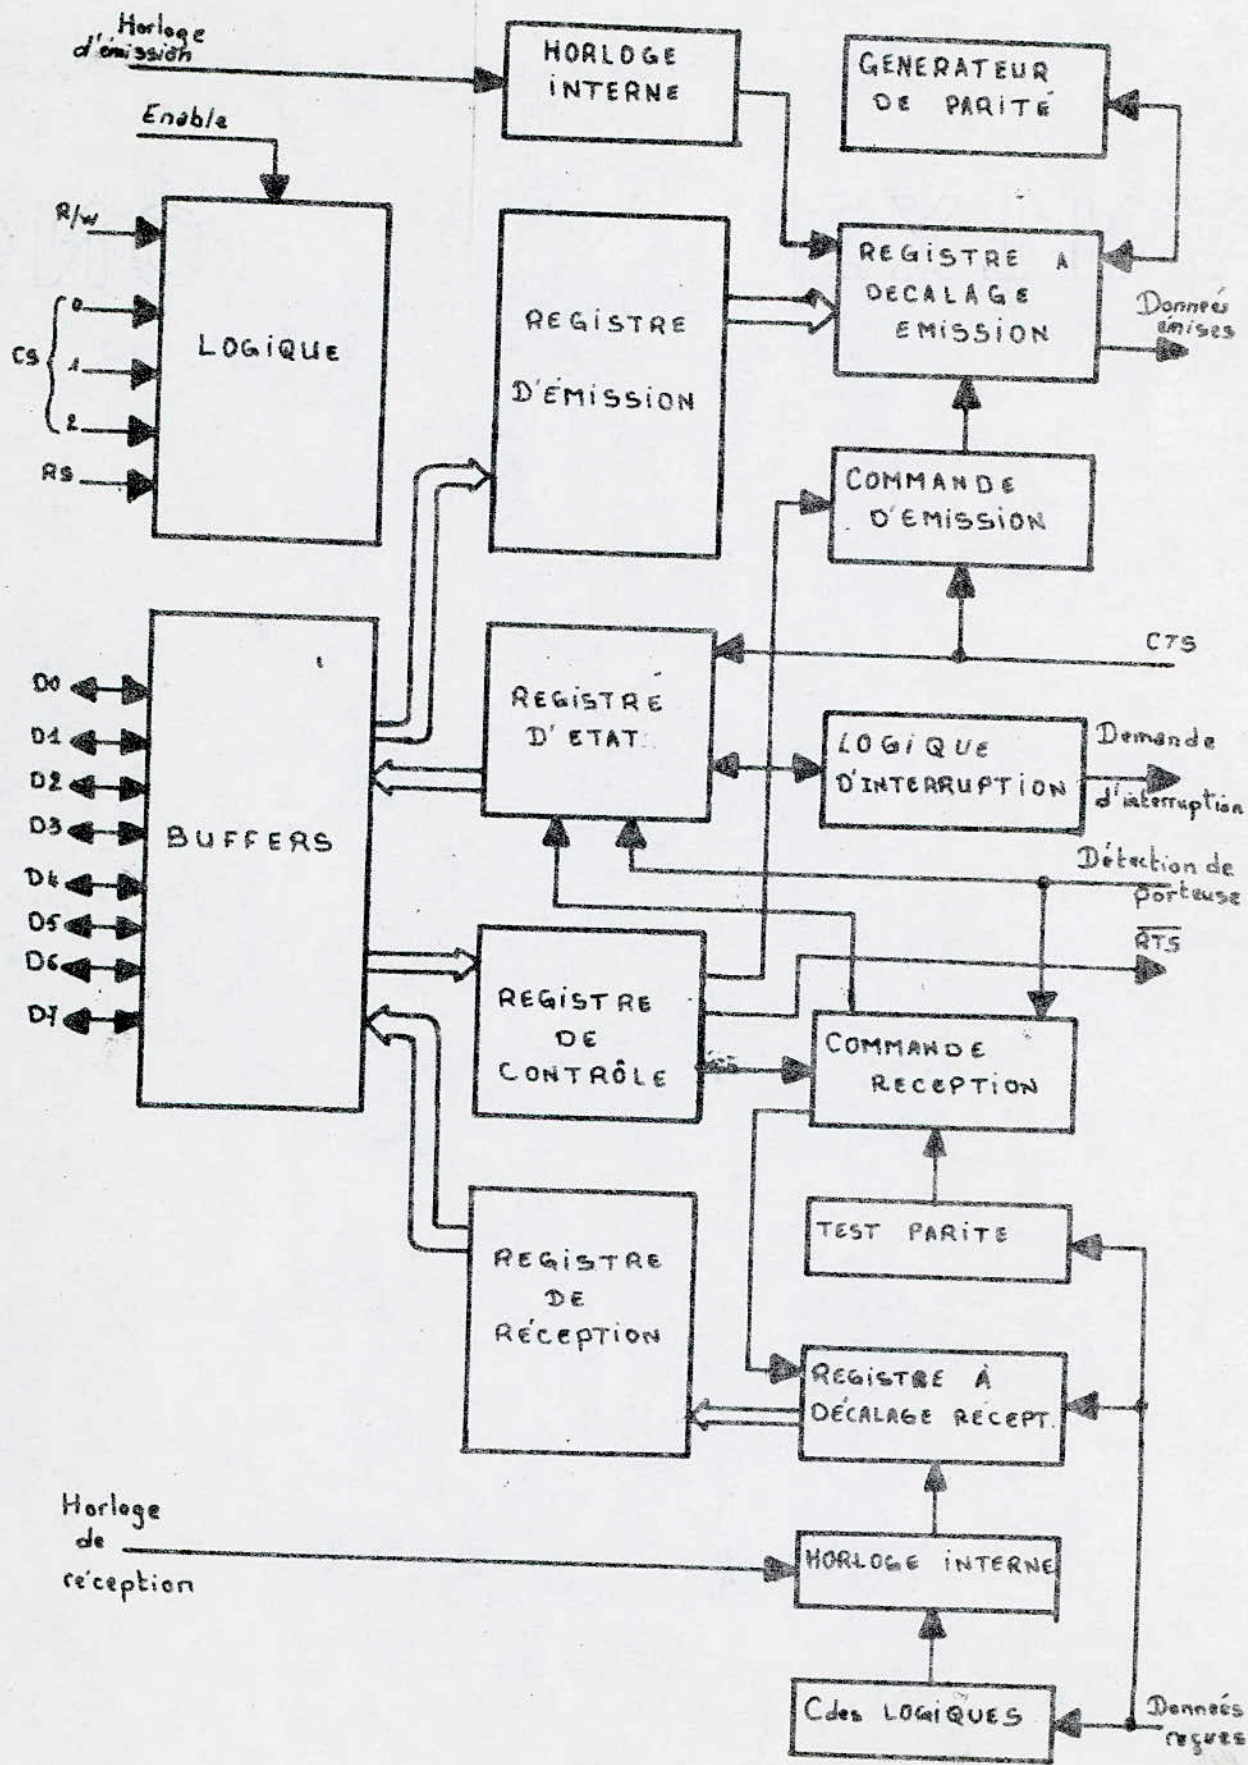 Horloge
d'émission
HORLOGE
INTERNE
GENERATEUR
DE PARITÉ
Enable
R/W
CS
0
1
2
RS
LOGIQUE
REGISTRE
D'ÉMISSION
REGISTRE A
DECALAGE
EMISSION
Données
émises
COMMANDE
D'EMISSION
CTS
D0
D1
D2
D3
D4
D5
D6
D7
BUFFERS
REGISTRE
D'ETAT
LOGIQUE
D'INTERRUPTION
Demande
d'interruption
Détection de
porteuse
RTS
REGISTRE
DE
CONTRÔLE
COMMANDE
RECEPTION
TEST PARITE
REGISTRE
DE
RÉCEPTION
REGISTRE À
DÉCALAGE RECEPT.
Horloge
de
réception
HORLOGE INTERNE
Cdes LOGIQUES
Données
reçues